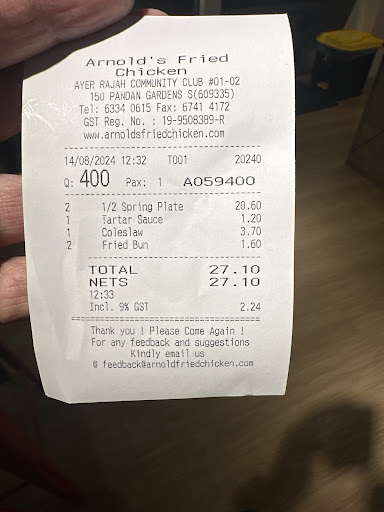 Arnold's Fried
Chicken
AYER RAJAH COMMUNITY CLUB #01-02
150 PANDAN GARDENS S(609335)
Tel: 6334 0615 Fax: 6741 4172
GST Reg. No. : 19-9508389-R
www.arnoldsfriedchicken.com
14/08/2024 12:32 T001 20240
Q: 400 Pax: 1 A059400
2 1/2 Spring Plate 20.60
1 Tartar Sauce 1.20
1 Coleslaw 3.70
2 Fried Bun 1.60
TOTAL 27.10
NETS 27.10
12:33
Incl. 9% GST 2.24
Thank you ! Please Come Again !
For any feedback and suggestions
Kindly email us
@ feedback@arnoldfriedchicken.com